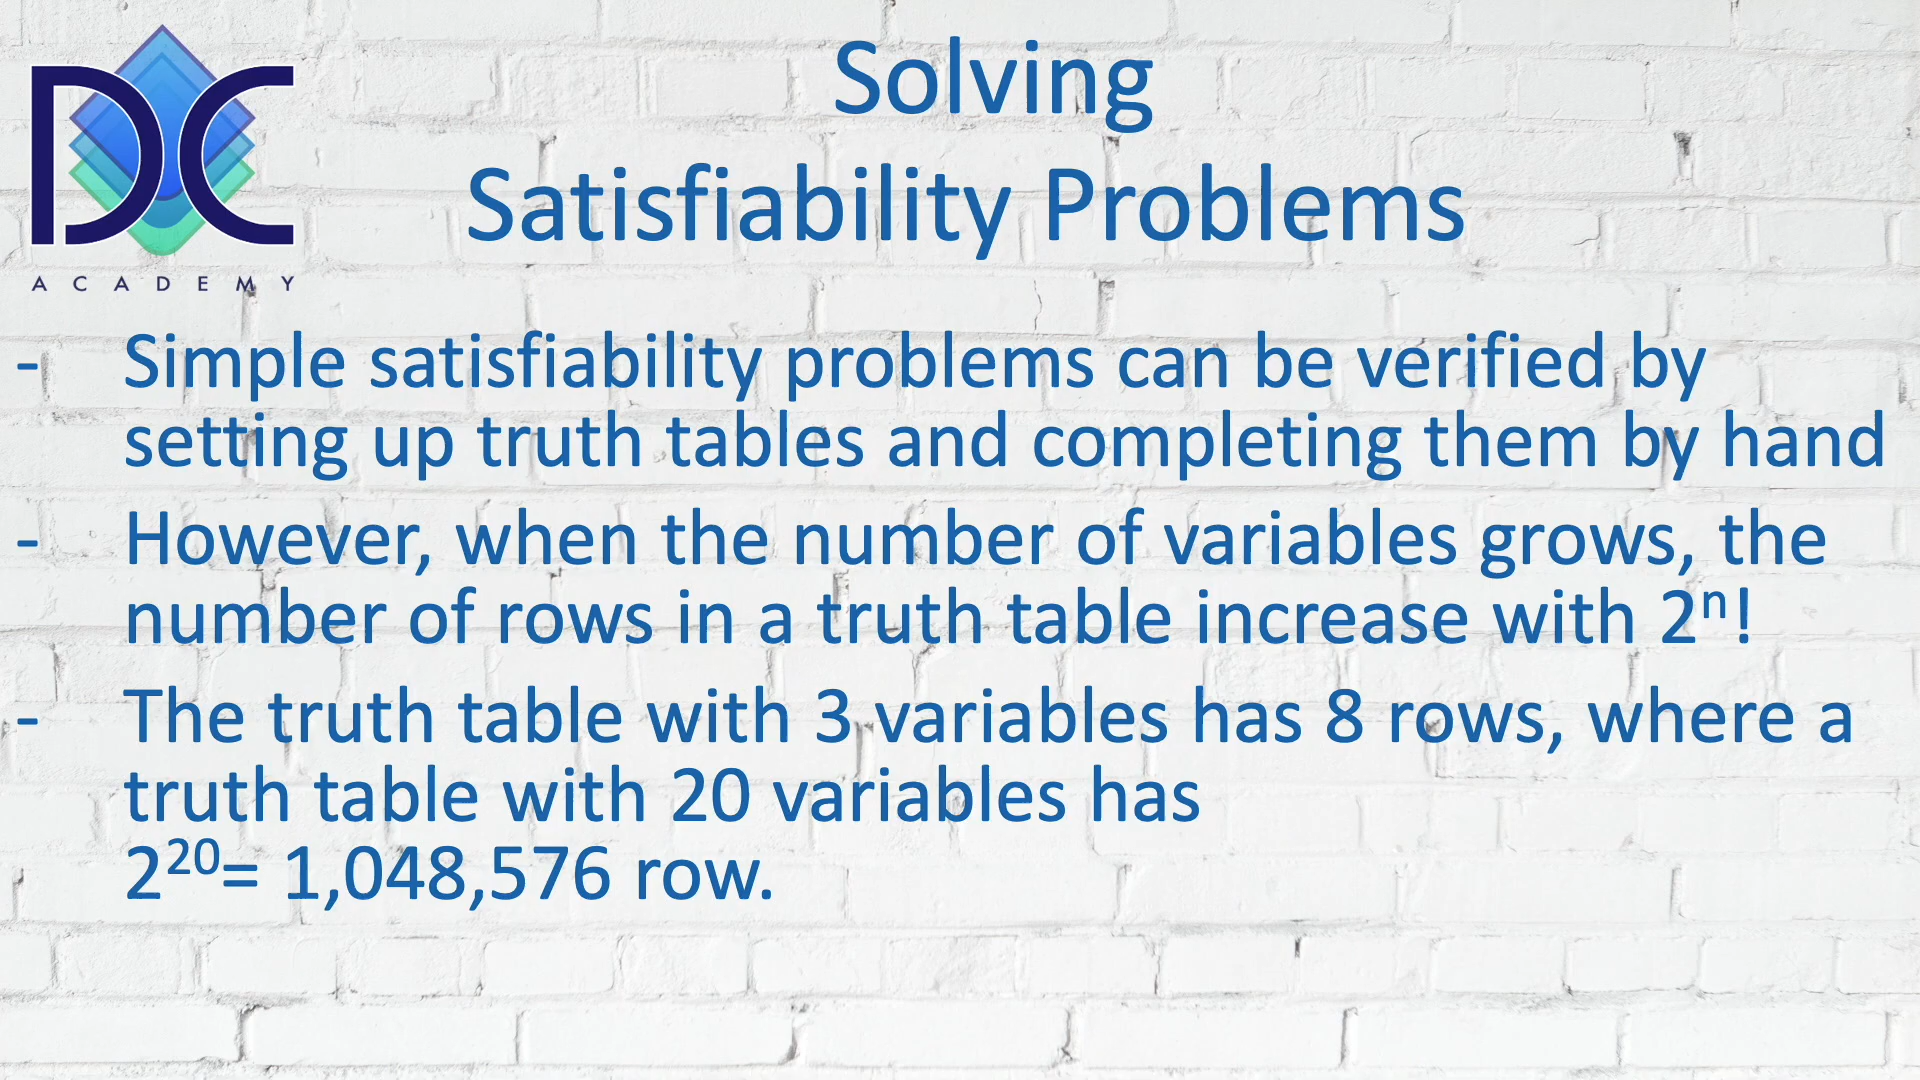 DC
ACADEMY
Solving
Satisfiability Problems
- Simple satisfiability problems can be verified by
setting up truth tables and completing them by hand
- However, when the number of variables grows, the
number of rows in a truth table increase with 2ⁿ!
- The truth table with 3 variables has 8 rows, where a
truth table with 20 variables has
2²⁰= 1,048,576 row.